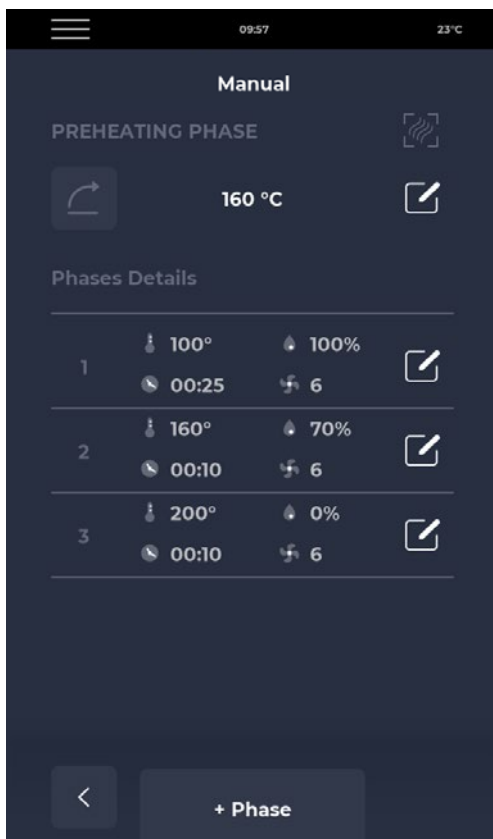 09:57 23°C
Manual
PREHEATING PHASE
160 °C
Phases Details
1
100° 100%
00:25 6
2
160° 70%
00:10 6
3
200° 0%
00:10 6
+ Phase